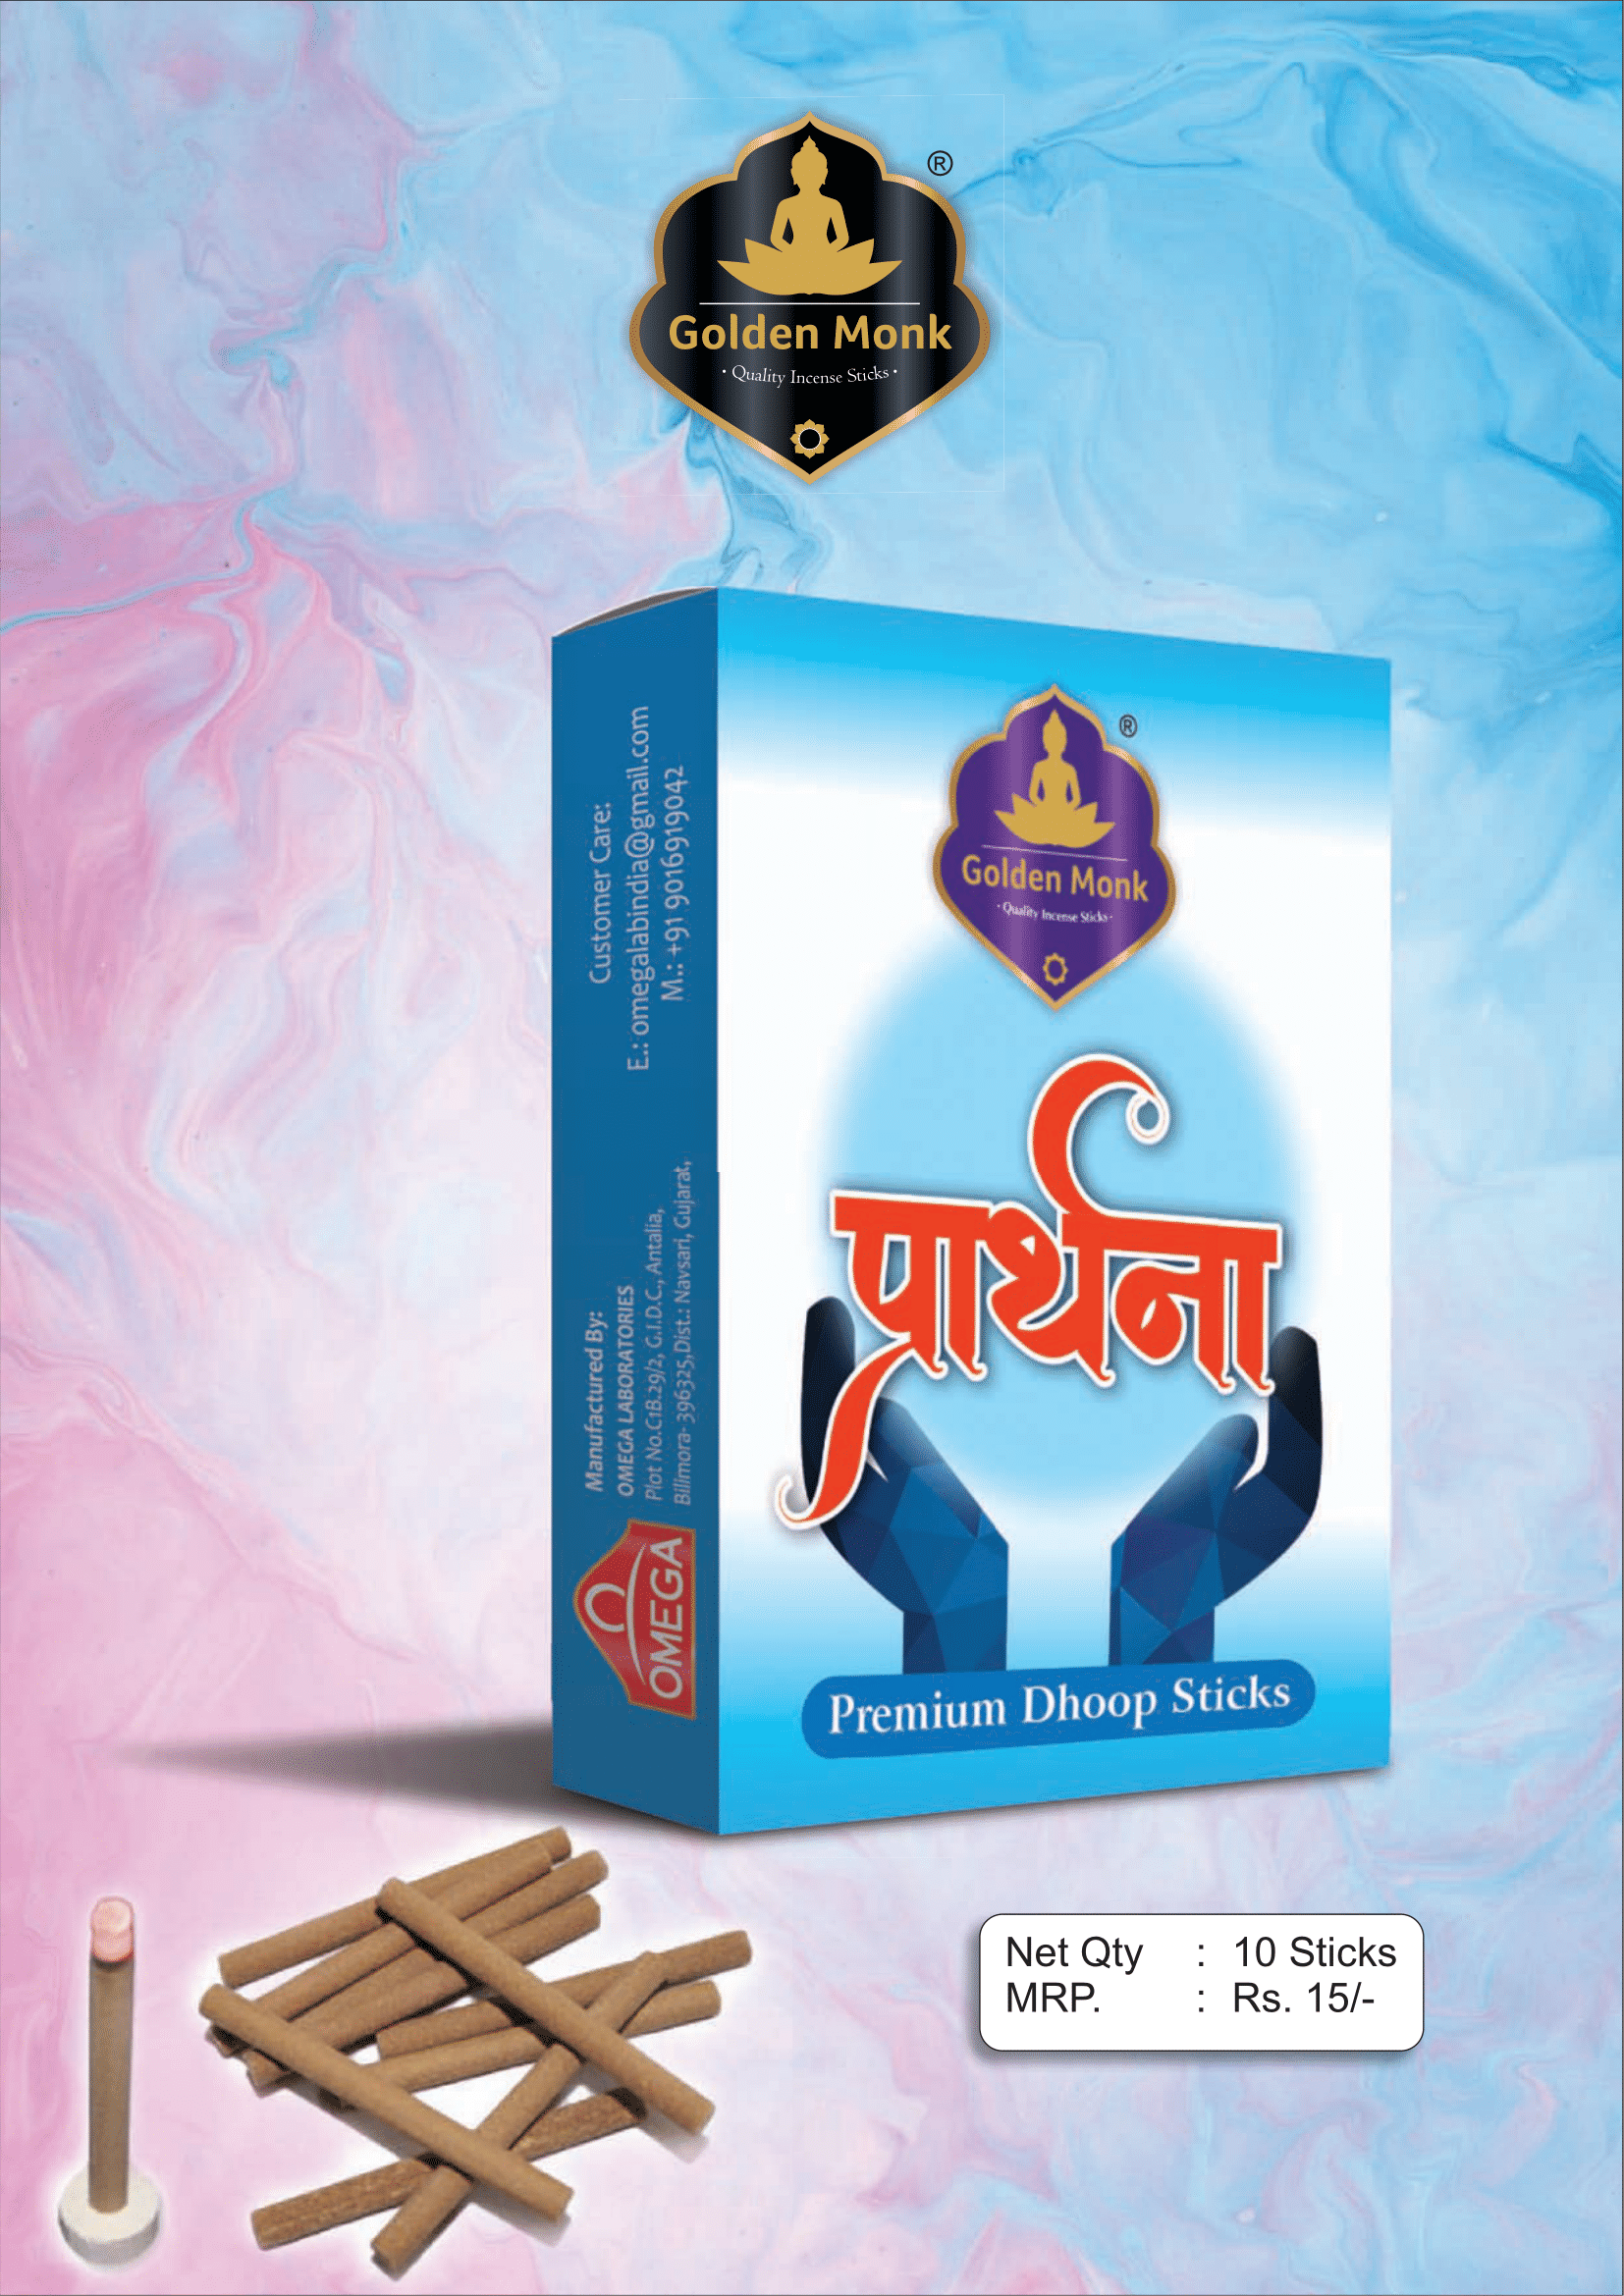 ®
Golden Monk
• Quality Incense Sticks •
Customer Care:
E.: omegalabindia@gmail.com
M.: +91 9016919042
Manufactured By:
OMEGA LABORATORIES
Plot No.C1B.29/2, G.I.D.C., Antalia,
Bilimora- 396325,Dist.: Navsari, Gujarat,
OMEGA
®
Golden Monk
• Quality Incense Sticks •
प्रार्थना
Premium Dhoop Sticks
Net Qty : 10 Sticks
MRP. : Rs. 15/-